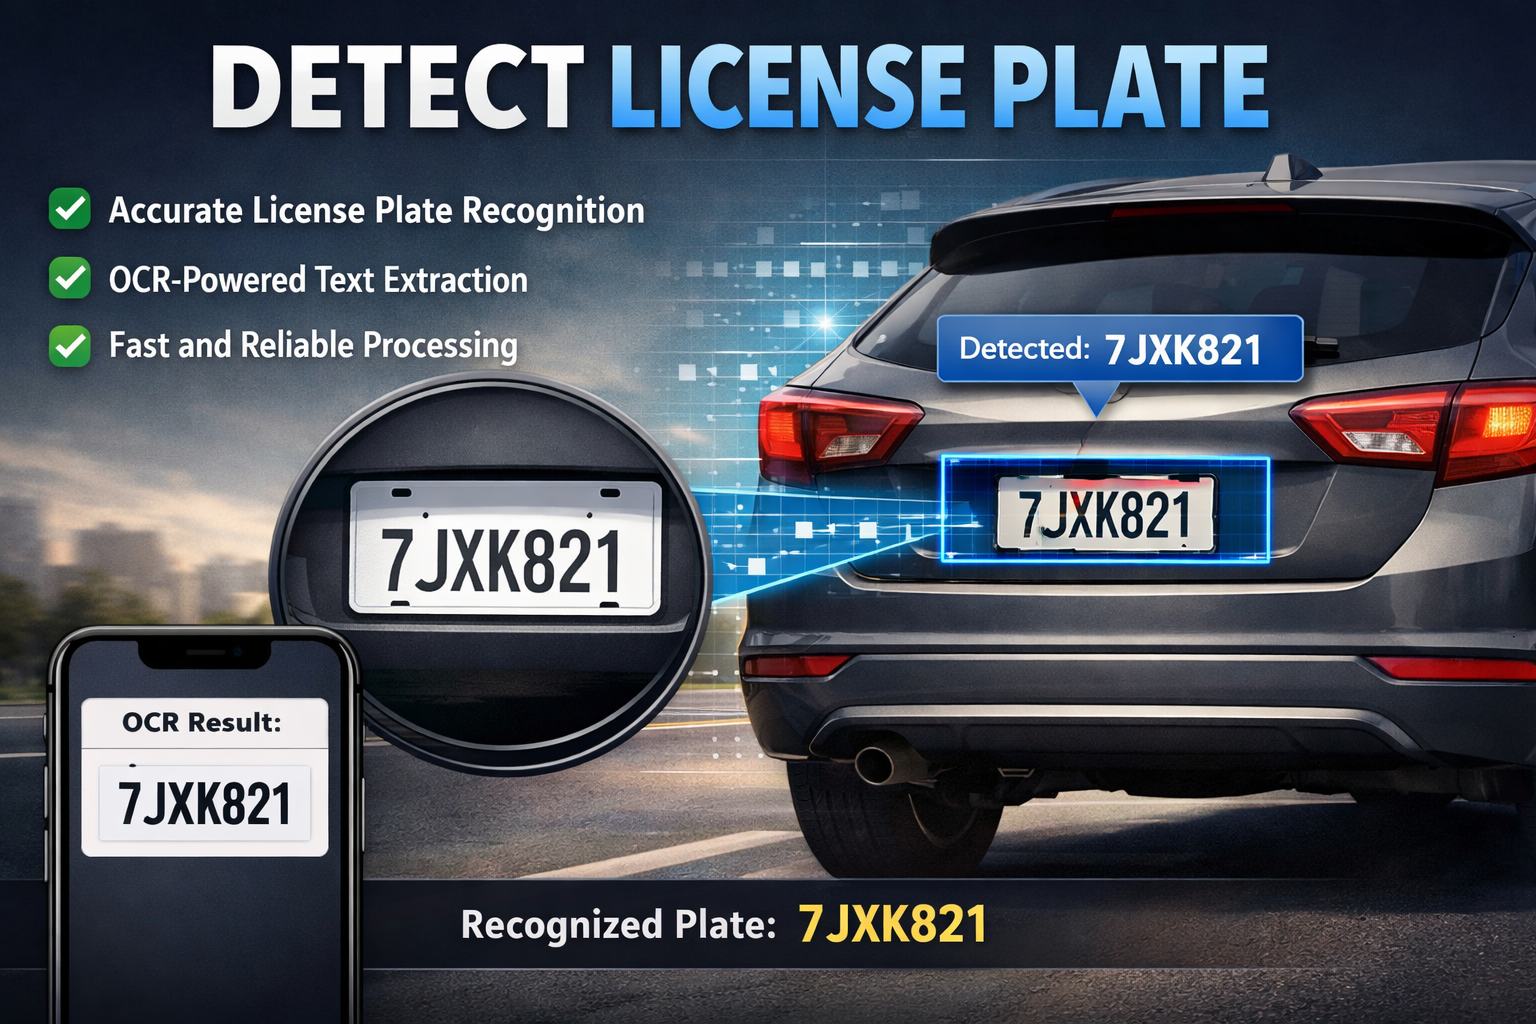 DETECT LICENSE PLATE
Accurate License Plate Recognition
OCR-Powered Text Extraction
Fast and Reliable Processing
Detected: 7JXK821
7JXK821
7JXK821
OCR Result:
7JXK821
Recognized Plate: 7JXK821